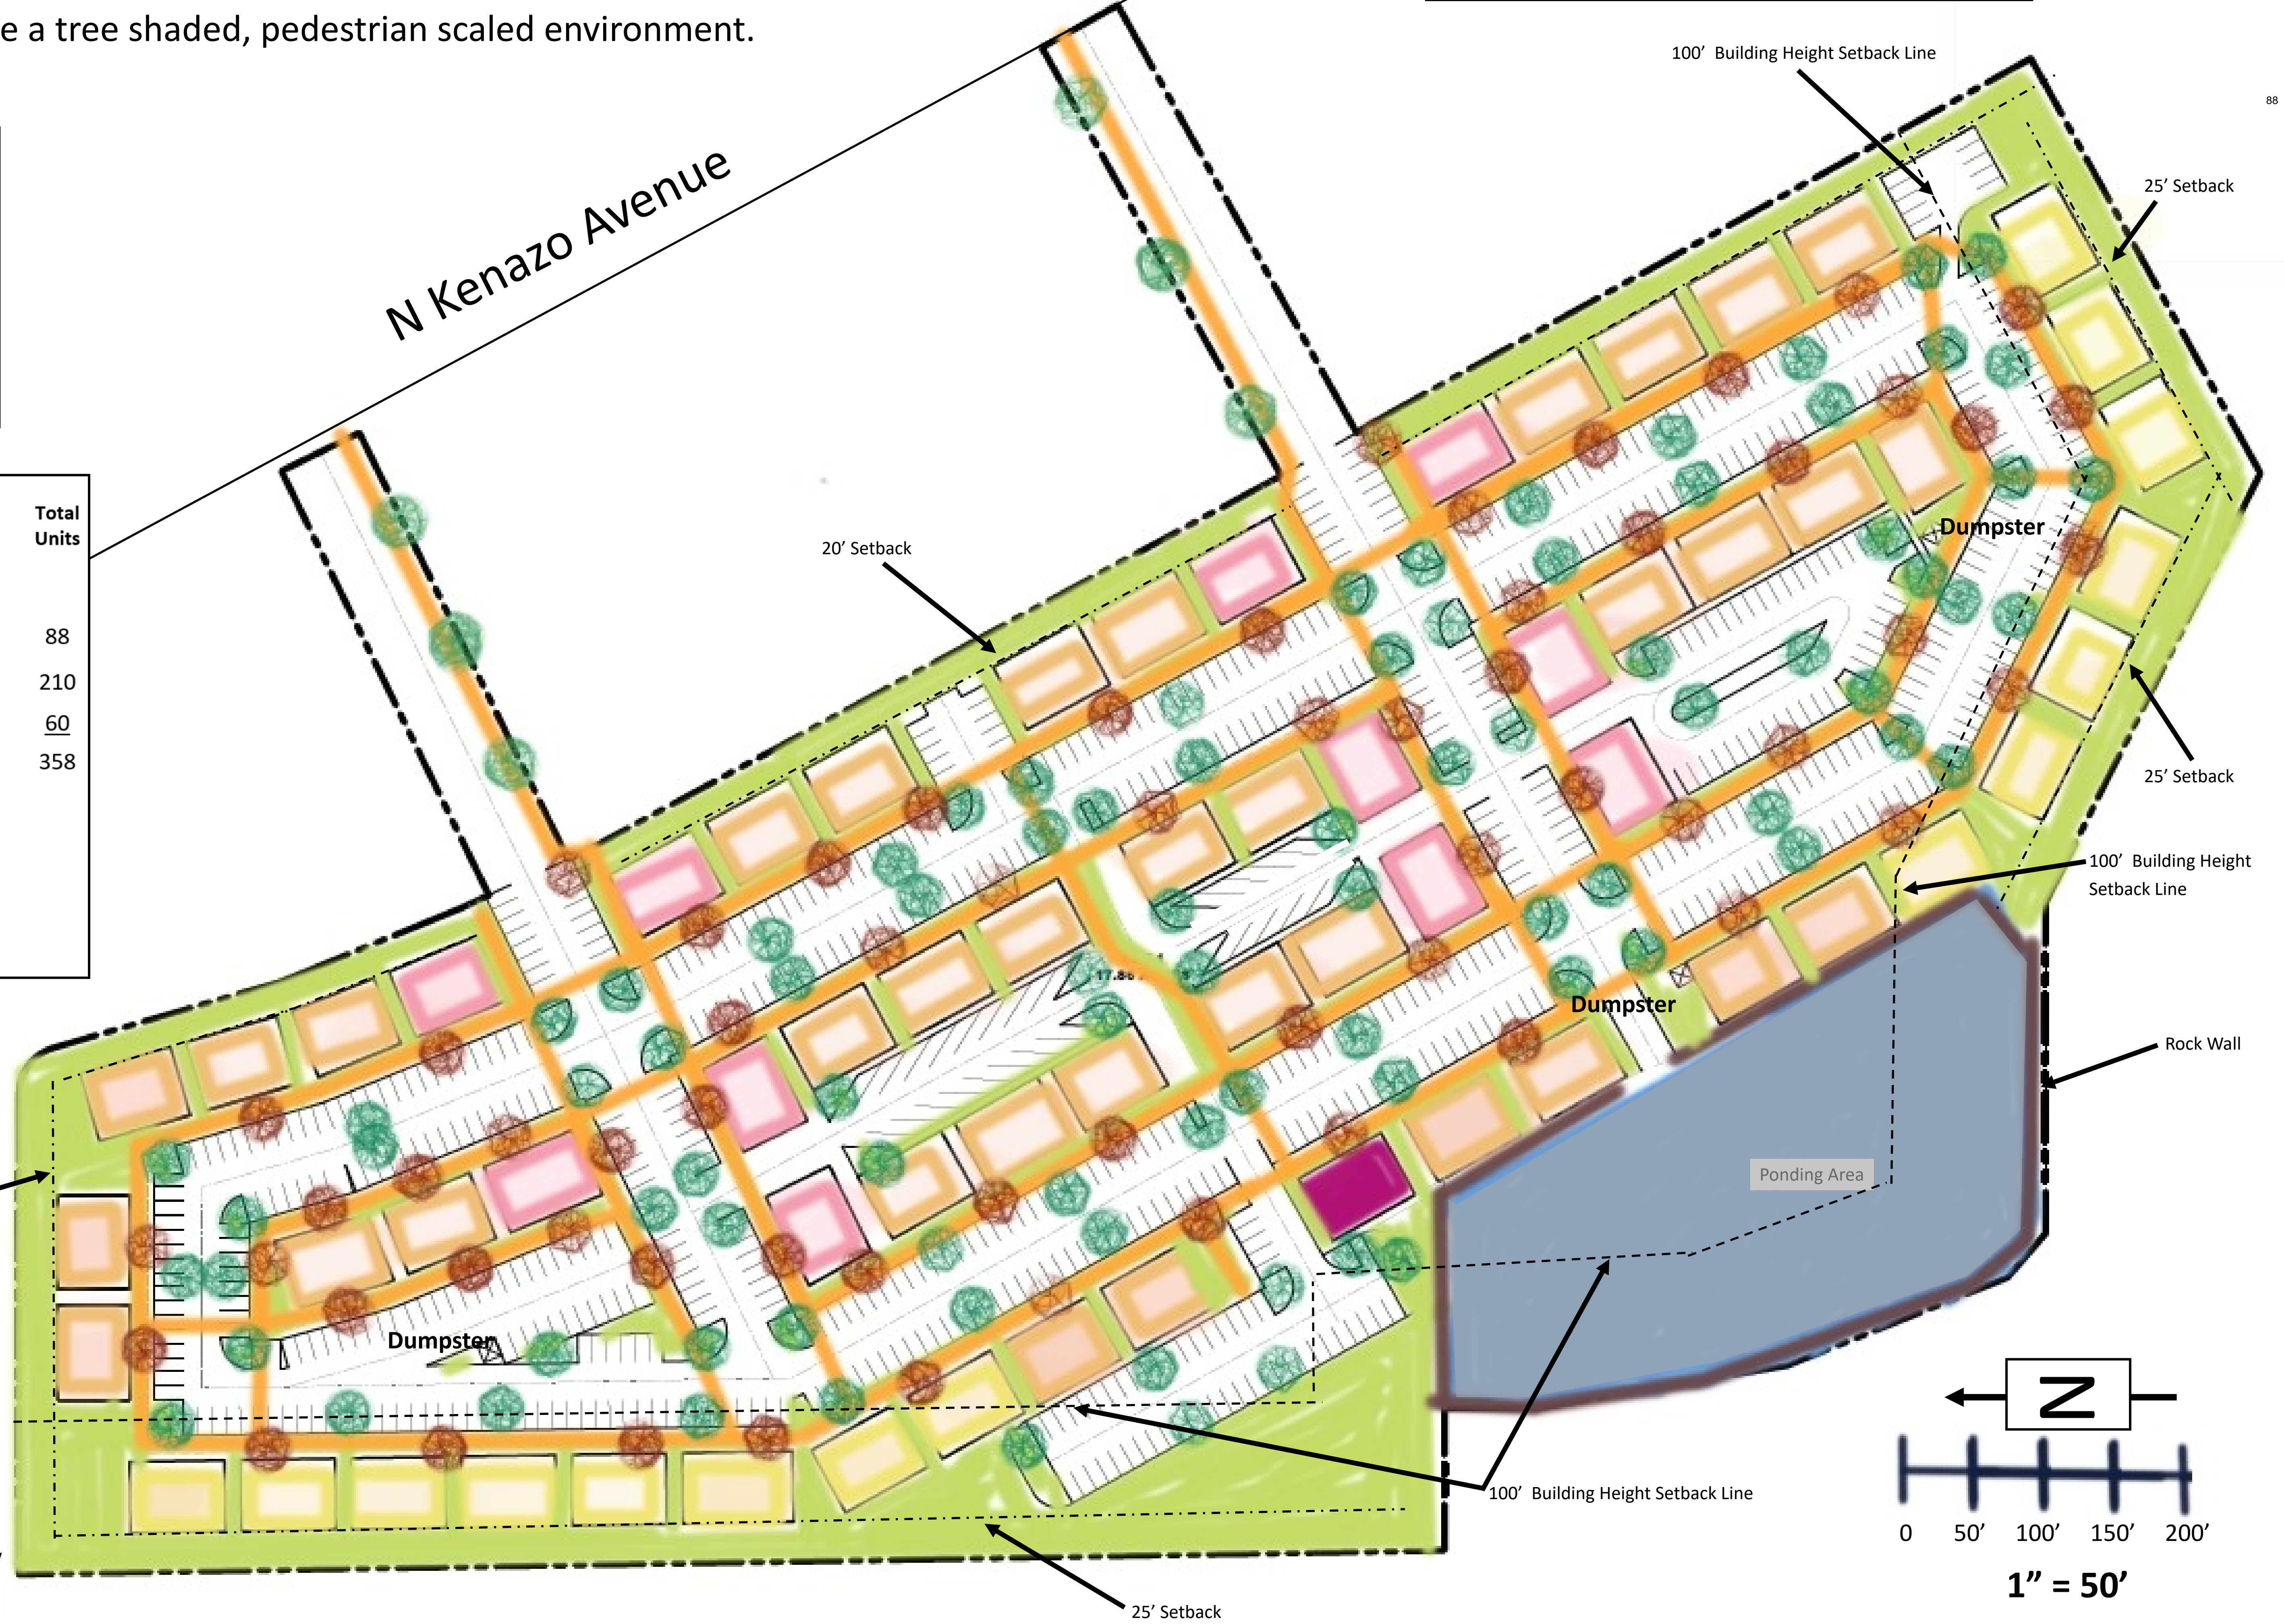 e a tree shaded, pedestrian scaled environment.
100’ Building Height Setback Line
88
N Kenazo Avenue
25’ Setback
Total
Units
88
210
60
358
20’ Setback
Dumpster
25’ Setback
100’ Building Height
Setback Line
Dumpster
Rock Wall
Ponding Area
Dumpster
N
100’ Building Height Setback Line
0 50’ 100’ 150’ 200’
1” = 50’
25’ Setback